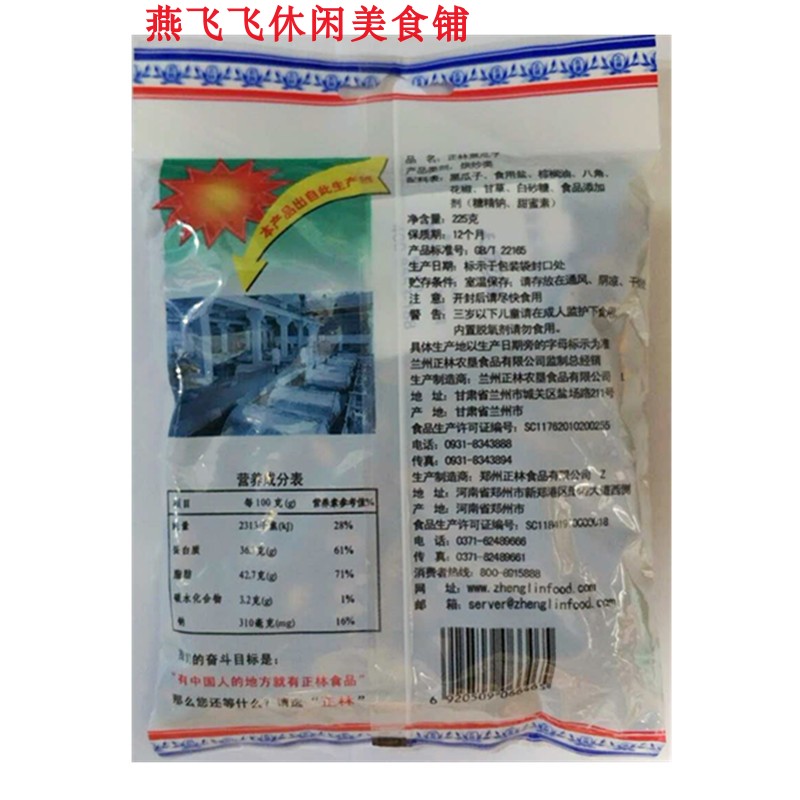 燕飞飞休闲美食铺
本产品出自此生产地
品 名：正林黑瓜子
产品类别：烘炒类
配料表：黑瓜子、食用盐、棕榈油、八角、
花椒、甘草、白砂糖、食品添加
剂（糖精钠、甜蜜素）
净含量：225克
保质期：12个月
产品标准号：GB/T 22165
生产日期：标示于包装袋封口处
贮存条件：室温保存，请存放在通风、阴凉、干燥
注 意：开封后请尽快食用
警 告：三岁以下儿童请在成人监护下食用
内置脱氧剂请勿食用。
具体生产地以生产日期旁的字母标示为准
兰州正林农垦食品有限公司监制总经销
生产制造商：兰州正林农垦食品有限公司 L
地 址：甘肃省兰州市城关区盐场路211号
产 地：甘肃省兰州市
食品生产许可证编号：SC11762010200255
电话：0931-8343888
传真：0931-8343894
生产制造商：郑州正林食品有限公司 Z
地址：河南省郑州市新郑港区
产 地：河南省郑州市
食品生产许可证编号：
电 话：0371-62489666
传 真：0371-62489661
消费者热线：800-8915888
网 址：www.zhenglinfood.com
邮 箱：server@zhenglinfood.com
营养成分表
项目 每100克(g) 营养素参考值%
能量 2313千焦(kJ) 28%
蛋白质 61%
脂肪 42.7克(g) 71%
碳水化合物 3.2克(g) 1%
钠 310毫克(mg) 16%
我们的奋斗目标是：
"有中国人的地方就有正林食品"
那么您还等什么？请选"正林"